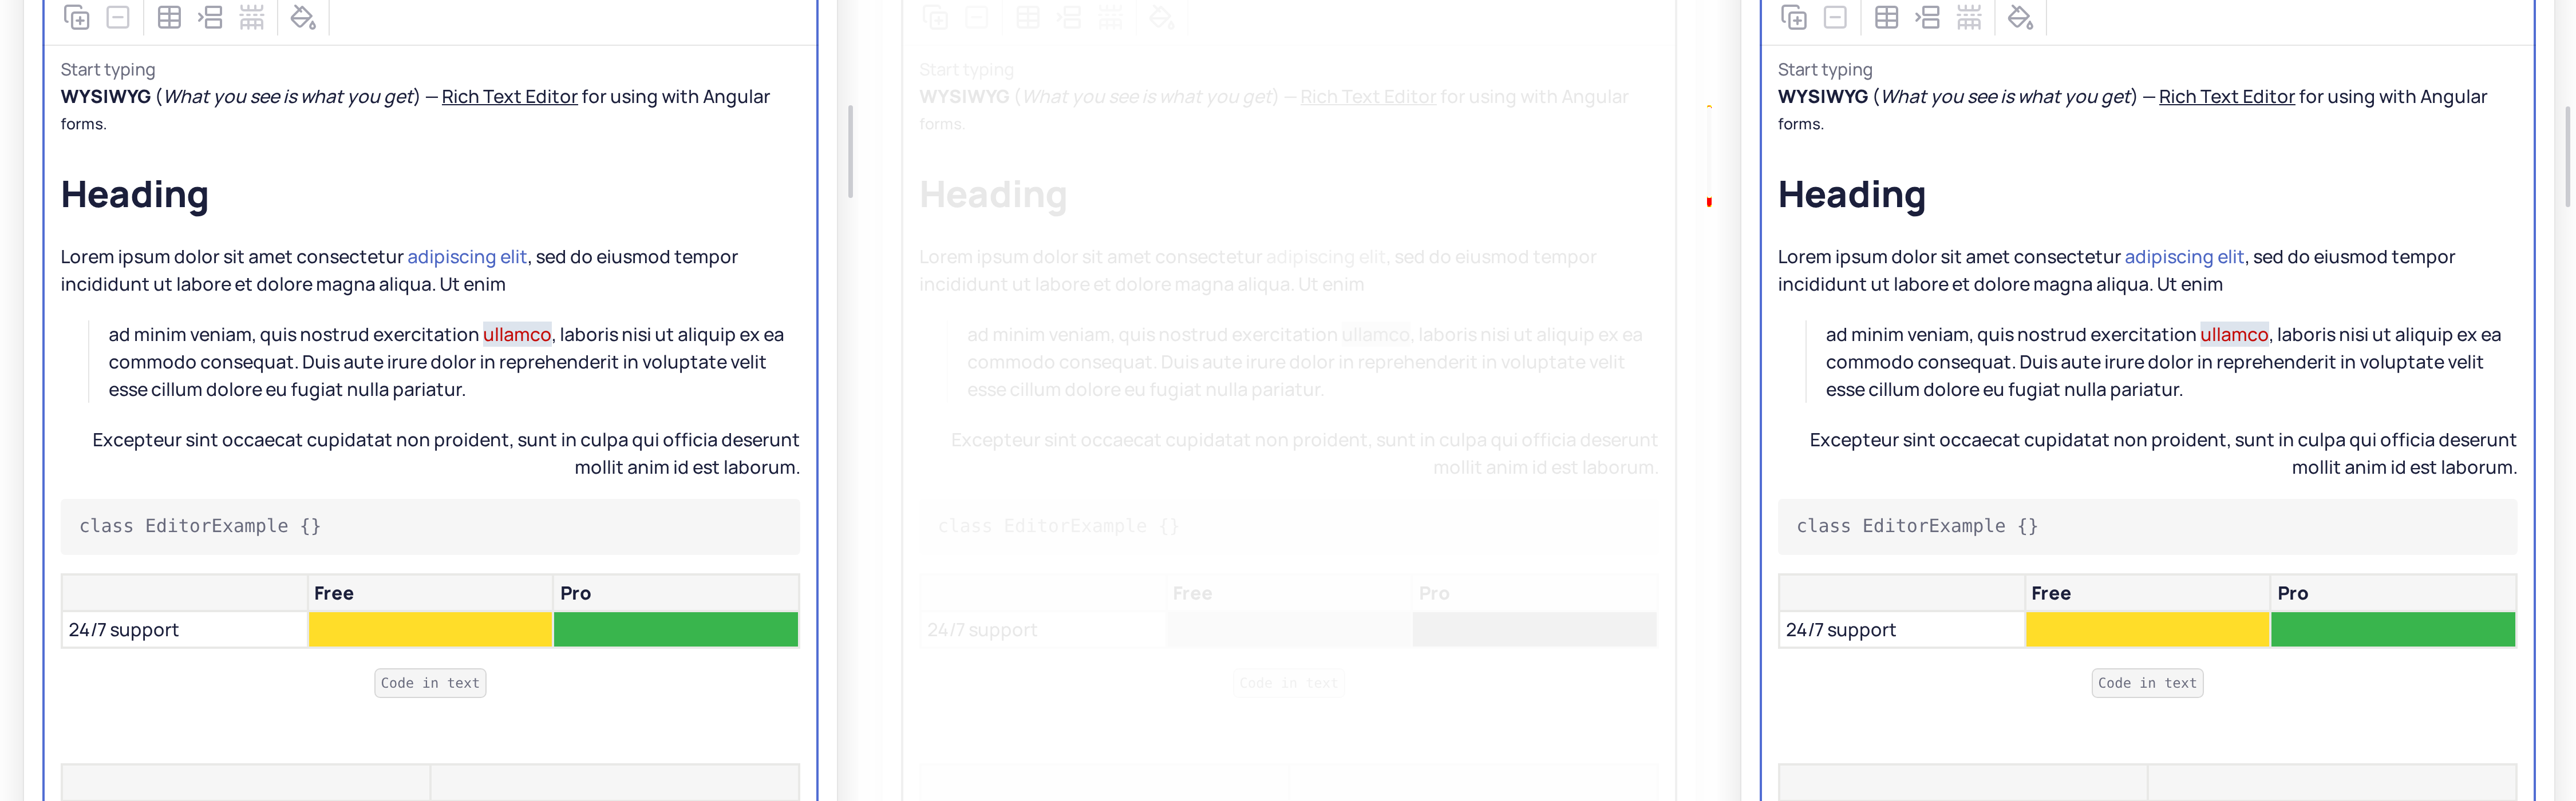 Start typing
WYSIWYG (What you see is what you get) — Rich Text Editor for using with Angular
forms.
Heading
Lorem ipsum dolor sit amet consectetur adipiscing elit, sed do eiusmod tempor
incididunt ut labore et dolore magna aliqua. Ut enim
ad minim veniam, quis nostrud exercitation ullamco, laboris nisi ut aliquip ex ea
commodo consequat. Duis aute irure dolor in reprehenderit in voluptate velit
esse cillum dolore eu fugiat nulla pariatur.
Excepteur sint occaecat cupidatat non proident, sunt in culpa qui officia deserunt
mollit anim id est laborum.
class EditorExample {}
Free Pro
24/7 support
Code in text
Start typing
WYSIWYG (What you see is what you get) — Rich Text Editor for using with Angular
forms.
Heading
Lorem ipsum dolor sit amet consectetur adipiscing elit, sed do eiusmod tempor
incididunt ut labore et dolore magna aliqua. Ut enim
ad minim veniam, quis nostrud exercitation ullamco, laboris nisi ut aliquip ex ea
commodo consequat. Duis aute irure dolor in reprehenderit in voluptate velit
esse cillum dolore eu fugiat nulla pariatur.
Excepteur sint occaecat cupidatat non proident, sunt in culpa qui officia deserunt
mollit anim id est laborum.
class EditorExample {}
Free Pro
24/7 support
Code in text
Start typing
WYSIWYG (What you see is what you get) — Rich Text Editor for using with Angular
forms.
Heading
Lorem ipsum dolor sit amet consectetur adipiscing elit, sed do eiusmod tempor
incididunt ut labore et dolore magna aliqua. Ut enim
ad minim veniam, quis nostrud exercitation ullamco, laboris nisi ut aliquip ex ea
commodo consequat. Duis aute irure dolor in reprehenderit in voluptate velit
esse cillum dolore eu fugiat nulla pariatur.
Excepteur sint occaecat cupidatat non proident, sunt in culpa qui officia deserunt
mollit anim id est laborum.
class EditorExample {}
Free Pro
24/7 support
Code in text